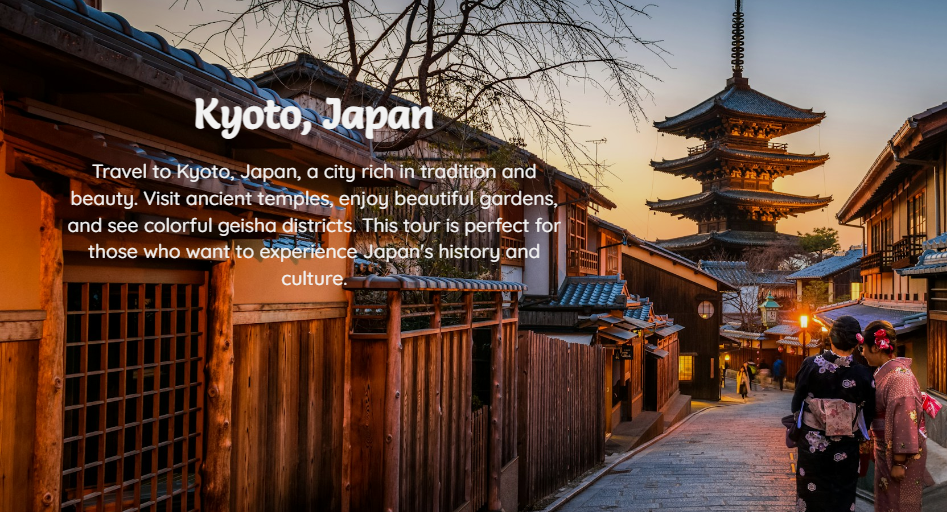 Kyoto, Japan
Travel to Kyoto, Japan, a city rich in tradition and
beauty. Visit ancient temples, enjoy beautiful gardens,
and see colorful geisha districts. This tour is perfect for
those who want to experience Japan's history and
culture.